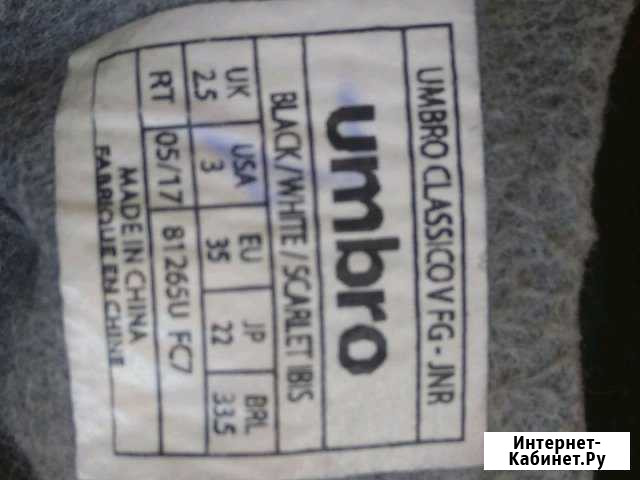 UMBRO CLASSICO V FG - JNR
umbro
BLACK/WHITE/SCARLET IBIS
UK USA EU JP BRL
2.5 3 35 22 33.5
RT 05/17 81265U FC7
MADE IN CHINA
FABRIQUE EN CHINE
Интернет-
Кабинет.Ру